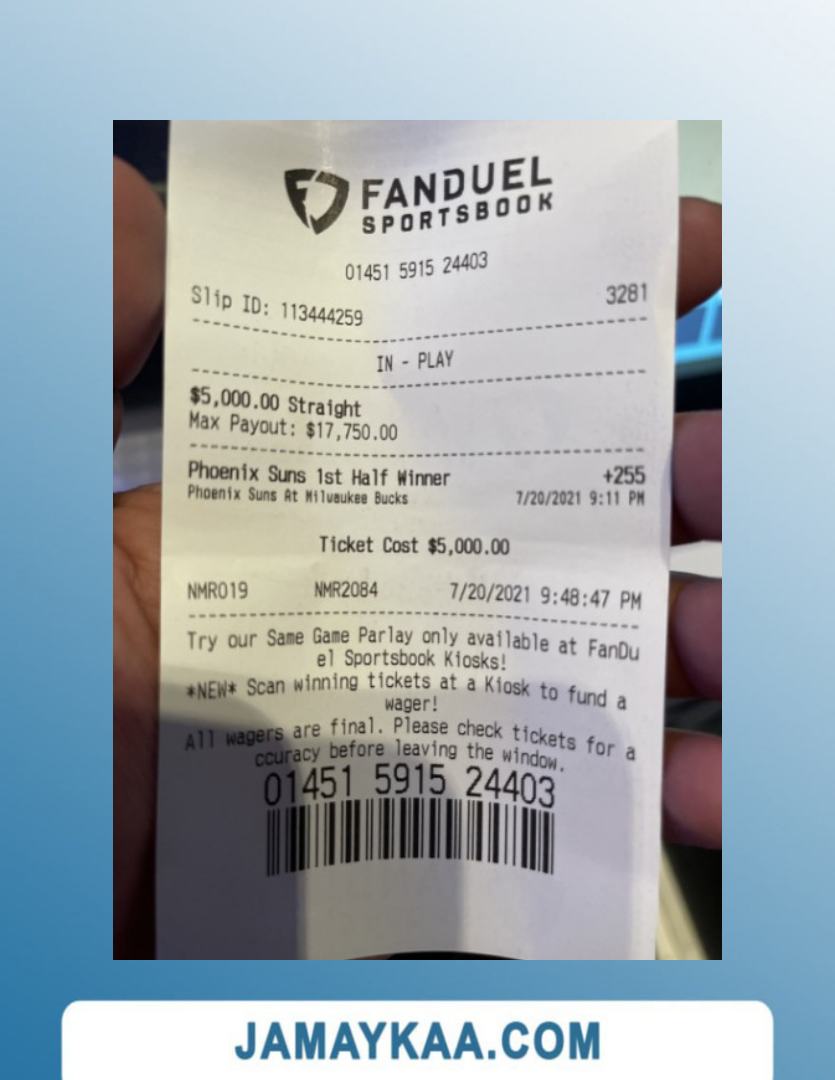 FANDUEL
SPORTSBOOK
01451 5915 24403
Slip ID: 113444259 3281
IN - PLAY
$5,000.00 Straight
Max Payout: $17,750.00
Phoenix Suns 1st Half Winner +255
Phoenix Suns At Milwaukee Bucks 7/20/2021 9:11 PM
Ticket Cost $5,000.00
NMR019 NMR2084 7/20/2021 9:48:47 PM
Try our Same Game Parlay only available at FanDu
el Sportsbook Kiosks!
*NEW* Scan winning tickets at a Kiosk to fund a
wager!
All wagers are final. Please check tickets for a
ccuracy before leaving the window.
01451 5915 24403
JAMAYKAA.COM